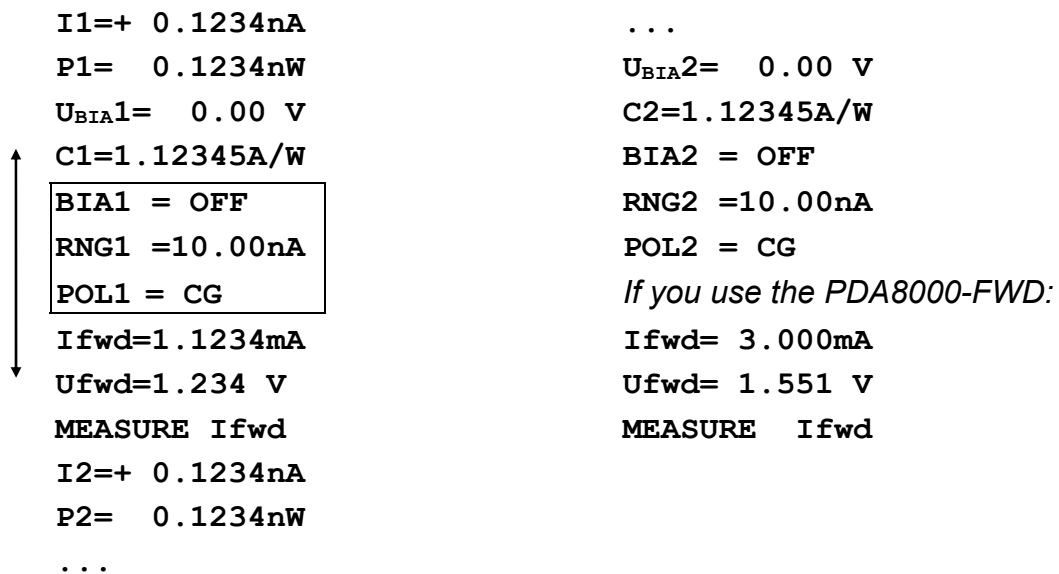 I1=+ 0.1234nA
P1=  0.1234nW
UBIA1=  0.00 V
C1=1.12345A/W
BIA1 = OFF
RNG1 =10.00nA
POL1 = CG
Ifwd=1.1234mA
Ufwd=1.234 V
MEASURE Ifwd
I2=+ 0.1234nA
P2=  0.1234nW
...
...
UBIA2=  0.00 V
C2=1.12345A/W
BIA2 = OFF
RNG2 =10.00nA
POL2 = CG
If you use the PDA8000-FWD:
Ifwd= 3.000mA
Ufwd= 1.551 V
MEASURE  Ifwd